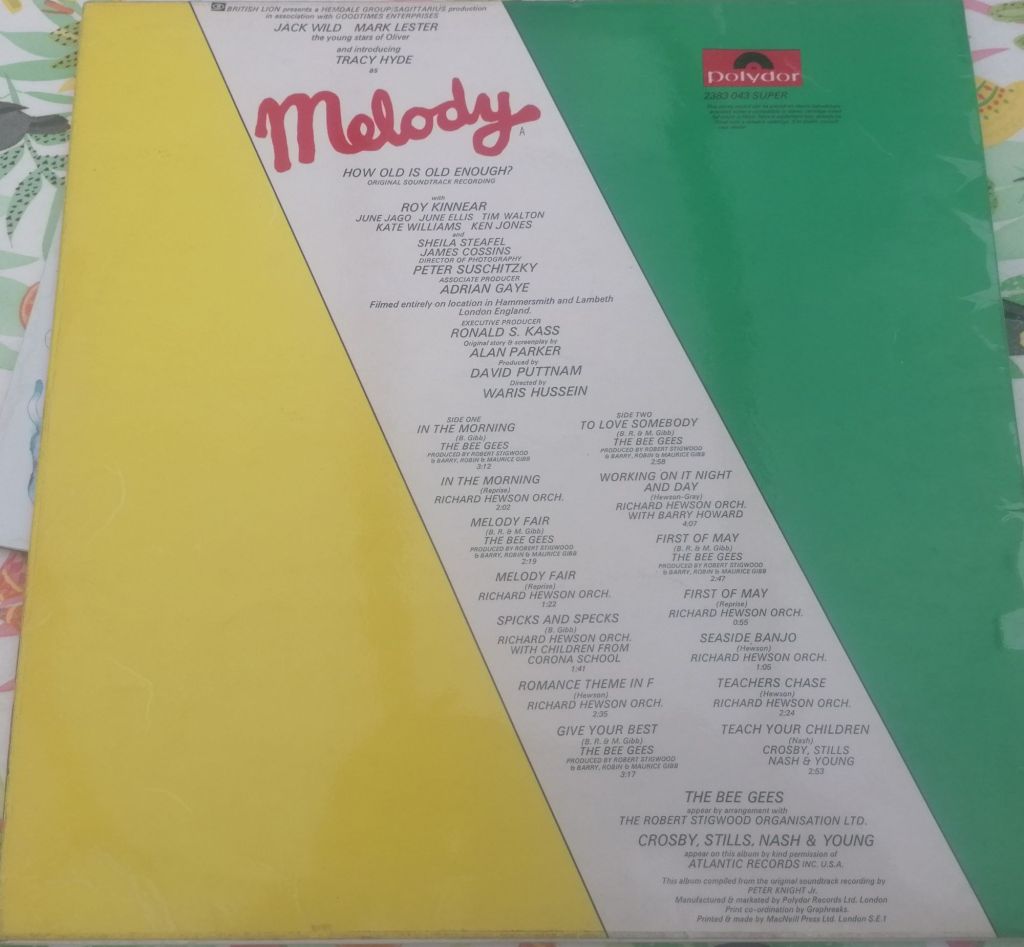 BRITISH LION presents a HEMDALE GROUP/SAGITTARIUS production
in association with GOODTIMES ENTERPRISES
JACK WILD MARK LESTER
the young stars of Oliver
and introducing
TRACY HYDE
as
Melody
A
HOW OLD IS OLD ENOUGH?
ORIGINAL SOUNDTRACK RECORDING
with
ROY KINNEAR
JUNE JAGO JUNE ELLIS TIM WALTON
KATE WILLIAMS KEN JONES
and
SHEILA STEAFEL
JAMES COSSINS
DIRECTOR OF PHOTOGRAPHY
PETER SUSCHITZKY
ASSOCIATE PRODUCER
ADRIAN GAYE
Filmed entirely on location in Hammersmith and Lambeth
London England.
EXECUTIVE PRODUCER
RONALD S. KASS
Original story & screenplay by
ALAN PARKER
Produced by
DAVID PUTTNAM
Directed by
WARIS HUSSEIN
SIDE ONE
IN THE MORNING
(B. Gibb)
THE BEE GEES
PRODUCED BY ROBERT STIGWOOD
& BARRY, ROBIN & MAURICE GIBB
3:12
IN THE MORNING
(Reprise)
RICHARD HEWSON ORCH.
2:02
MELODY FAIR
(B. R. & M. Gibb)
THE BEE GEES
PRODUCED BY ROBERT STIGWOOD
& BARRY, ROBIN & MAURICE GIBB
2:19
MELODY FAIR
(Reprise)
RICHARD HEWSON ORCH.
1:22
SPICKS AND SPECKS
(B. Gibb)
RICHARD HEWSON ORCH.
WITH CHILDREN FROM
CORONA SCHOOL
1:41
ROMANCE THEME IN F
(Hewson)
RICHARD HEWSON ORCH.
2:35
GIVE YOUR BEST
(B. R. & M. Gibb)
THE BEE GEES
PRODUCED BY ROBERT STIGWOOD
& BARRY, ROBIN & MAURICE GIBB
3:17
SIDE TWO
TO LOVE SOMEBODY
(B. R. & M. Gibb)
THE BEE GEES
PRODUCED BY ROBERT STIGWOOD
& BARRY, ROBIN & MAURICE GIBB
2:58
WORKING ON IT NIGHT
AND DAY
(Hewson-Gray)
RICHARD HEWSON ORCH.
WITH BARRY HOWARD
4:07
FIRST OF MAY
(B. R. & M. Gibb)
THE BEE GEES
PRODUCED BY ROBERT STIGWOOD
& BARRY, ROBIN & MAURICE GIBB
2:47
FIRST OF MAY
(Reprise)
RICHARD HEWSON ORCH.
0:55
SEASIDE BANJO
(Hewson)
RICHARD HEWSON ORCH.
1:05
TEACHERS CHASE
(Hewson)
RICHARD HEWSON ORCH.
2:24
TEACH YOUR CHILDREN
(Nash)
CROSBY, STILLS
NASH & YOUNG
2:53
THE BEE GEES
appear by arrangement with
THE ROBERT STIGWOOD ORGANISATION LTD.
CROSBY, STILLS, NASH & YOUNG
appear on this album by kind permission of
ATLANTIC RECORDS INC. U.S.A.
This album compiled from the original soundtrack recording by
PETER KNIGHT Jr.
Manufactured & marketed by Polydor Records Ltd. London
Print co-ordination by Graphreaks.
Printed & made by MacNeill Press Ltd. London S.E.1
polydor
2383 043 SUPER